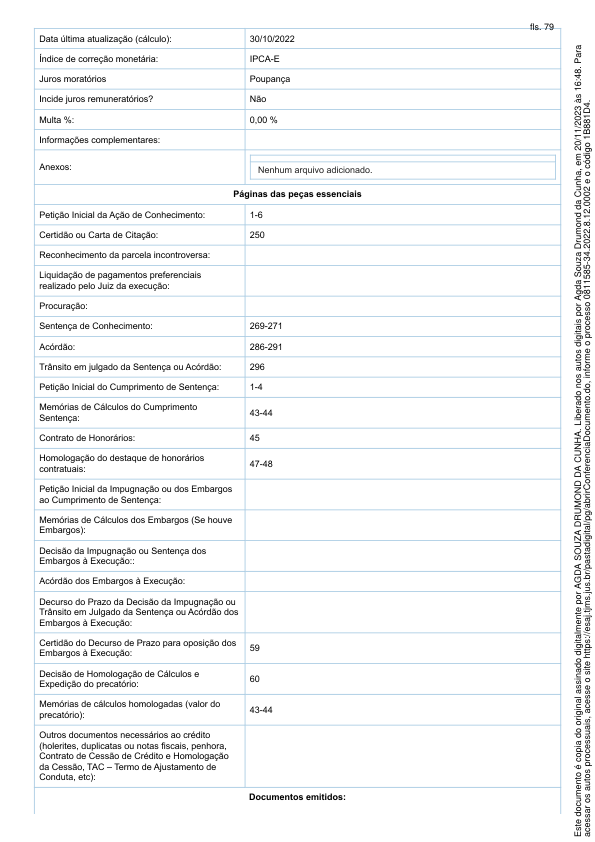 fls. 79
Data última atualização (cálculo): 30/10/2022
Índice de correção monetária: IPCA-E
Juros moratórios Poupança
Incide juros remuneratórios? Não
Multa %: 0,00 %
Informações complementares:
Anexos:
Nenhum arquivo adicionado.
Páginas das peças essenciais
Petição Inicial da Ação de Conhecimento: 1-6
Certidão ou Carta de Citação: 250
Reconhecimento da parcela incontroversa:
Liquidação de pagamentos preferenciais
realizado pelo Juiz da execução:
Procuração:
Sentença de Conhecimento: 269-271
Acórdão: 286-291
Trânsito em julgado da Sentença ou Acórdão: 296
Petição Inicial do Cumprimento de Sentença: 1-4
Memórias de Cálculos do Cumprimento
Sentença: 43-44
Contrato de Honorários: 45
Homologação do destaque de honorários
contratuais: 47-48
Petição Inicial da Impugnação ou dos Embargos
ao Cumprimento de Sentença:
Memórias de Cálculos dos Embargos (Se houve
Embargos):
Decisão da Impugnação ou Sentença dos
Embargos à Execução::
Acórdão dos Embargos à Execução:
Decurso do Prazo da Decisão da Impugnação ou
Trânsito em Julgado da Sentença ou Acórdão dos
Embargos à Execução:
Certidão do Decurso de Prazo para oposição dos
Embargos à Execução: 59
Decisão de Homologação de Cálculos e
Expedição do precatório: 60
Memórias de cálculos homologadas (valor do
precatório): 43-44
Outros documentos necessários ao crédito
(holerites, duplicatas ou notas fiscais, penhora,
Contrato de Cessão de Crédito e Homologação
da Cessão, TAC – Termo de Ajustamento de
Conduta, etc):
Documentos emitidos:
Este documento é copia do original assinado digitalmente por AGDA SOUZA DRUMOND DA CUNHA. Liberado nos autos digitais por Agda Souza Drumond da Cunha, em 20/11/2023 às 16:48. Para
acessar os autos processuais, acesse o site https://esaj.tjms.jus.br/pastadigital/pg/abrirConferenciaDocumento.do, informe o processo 0811585-34.2022.8.12.0002 e o código 1B881D4.